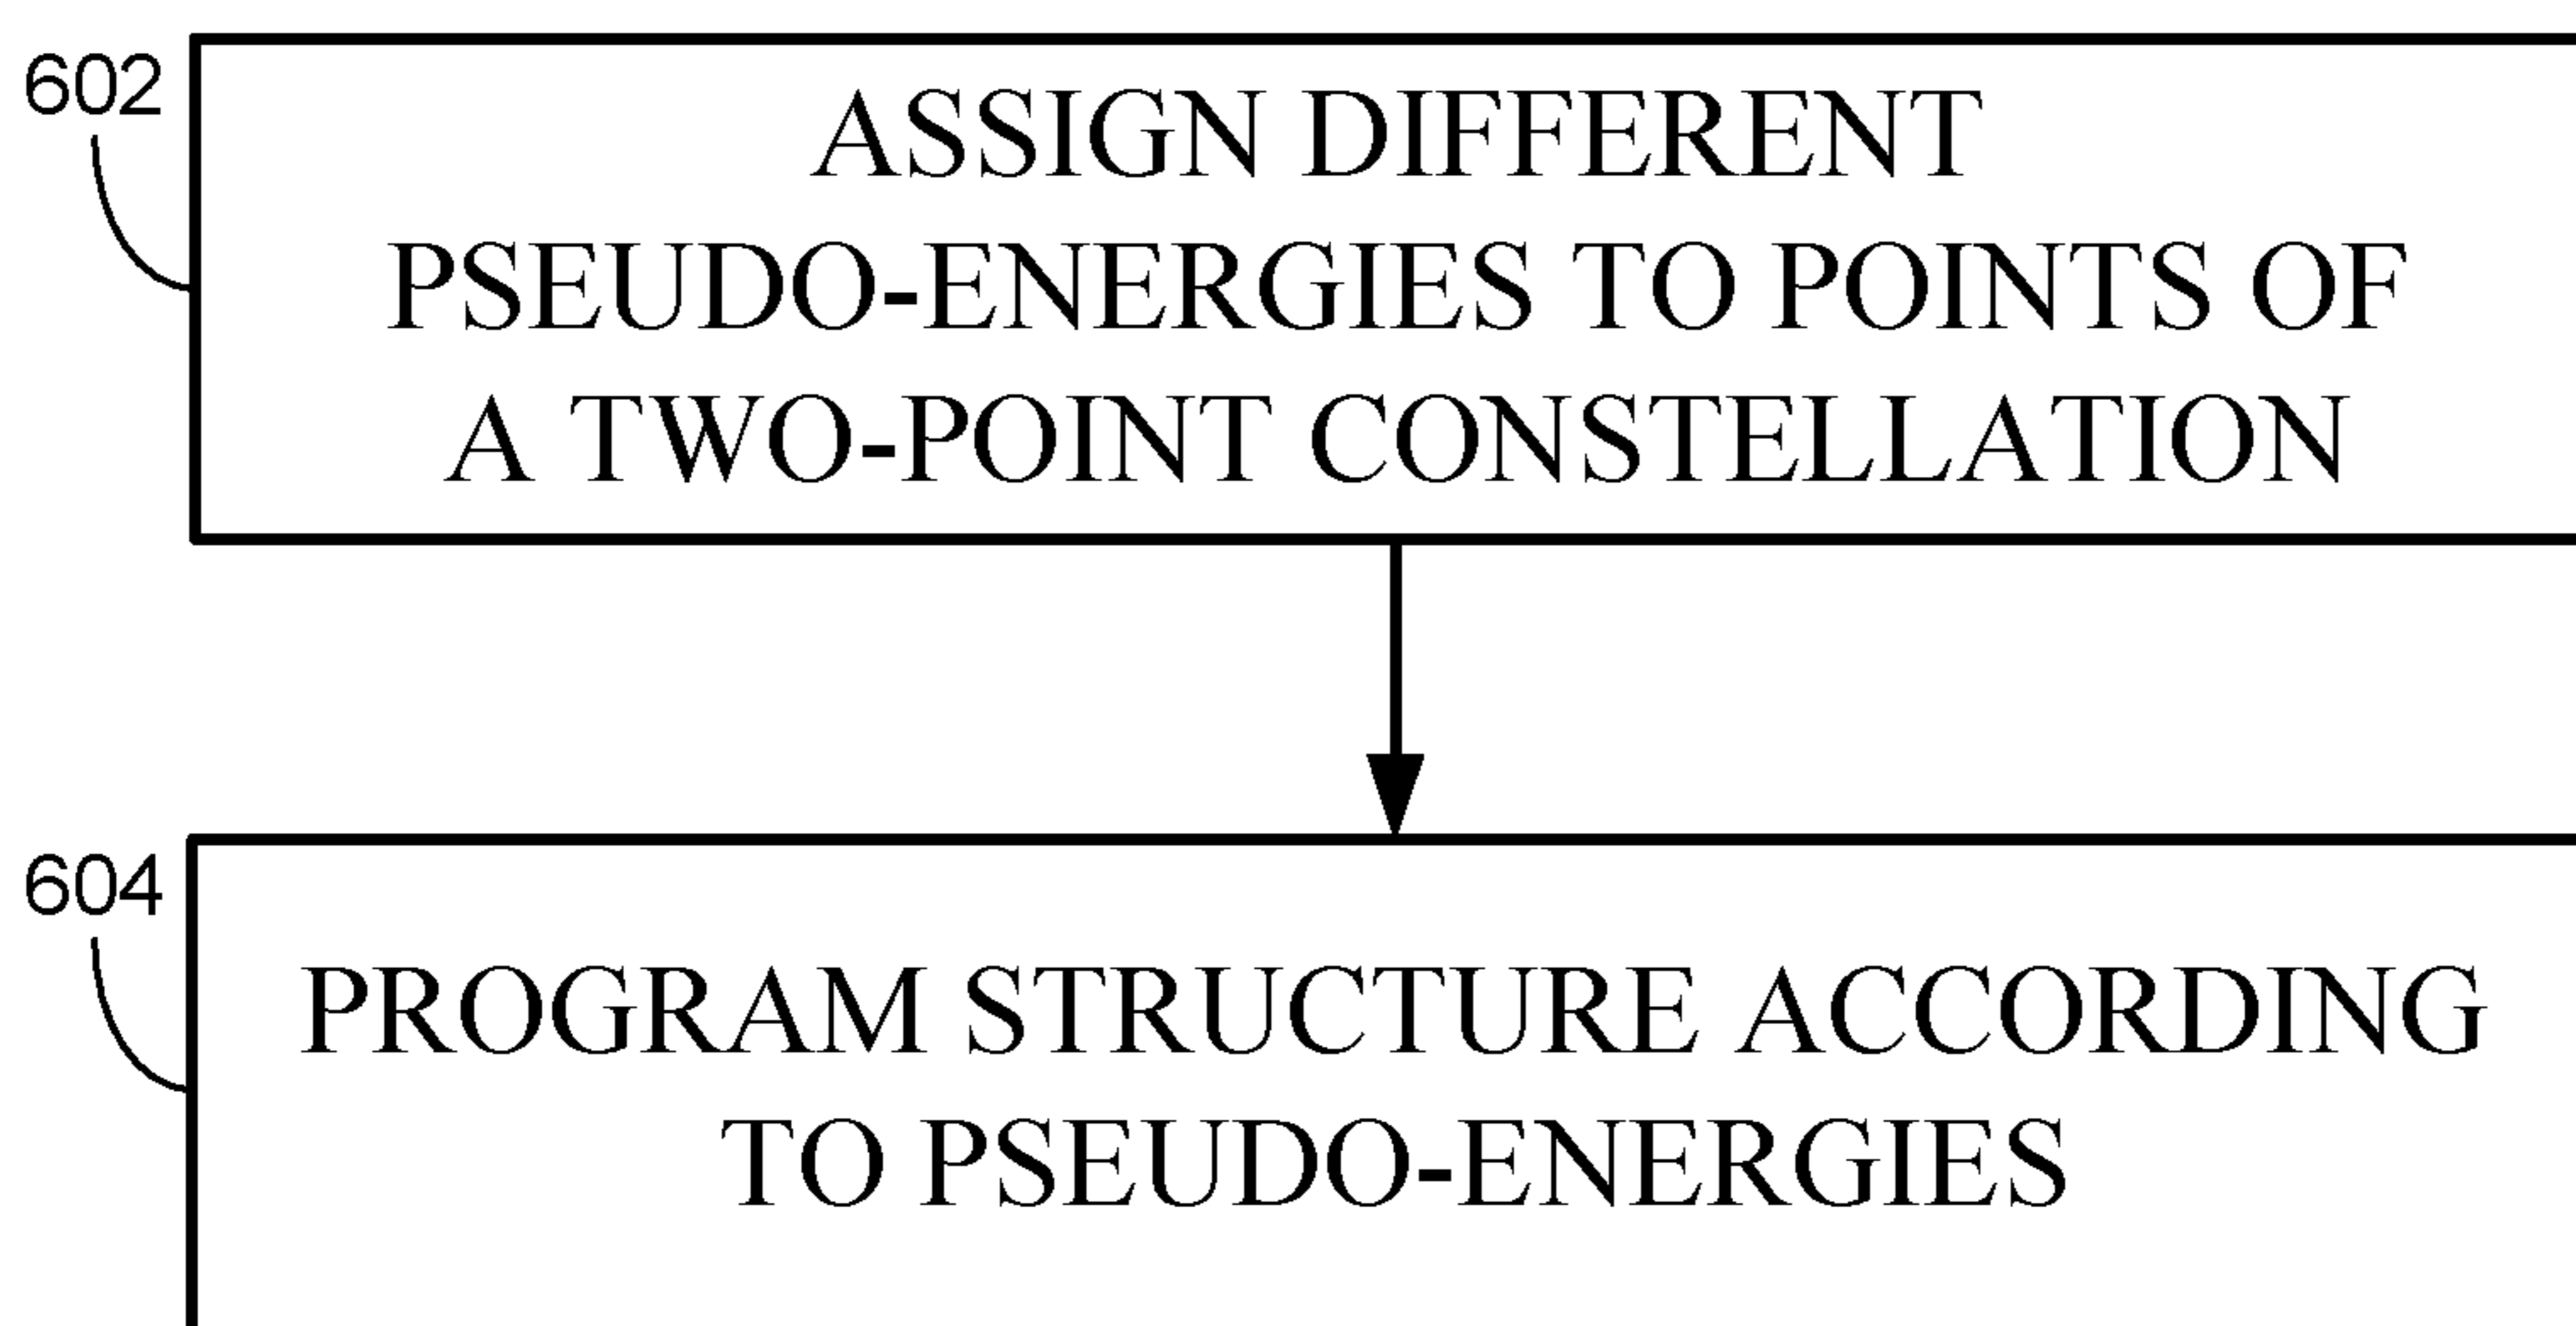 602
ASSIGN DIFFERENT
PSEUDO-ENERGIES TO POINTS OF
A TWO-POINT CONSTELLATION
604
PROGRAM STRUCTURE ACCORDING
TO PSEUDO-ENERGIES